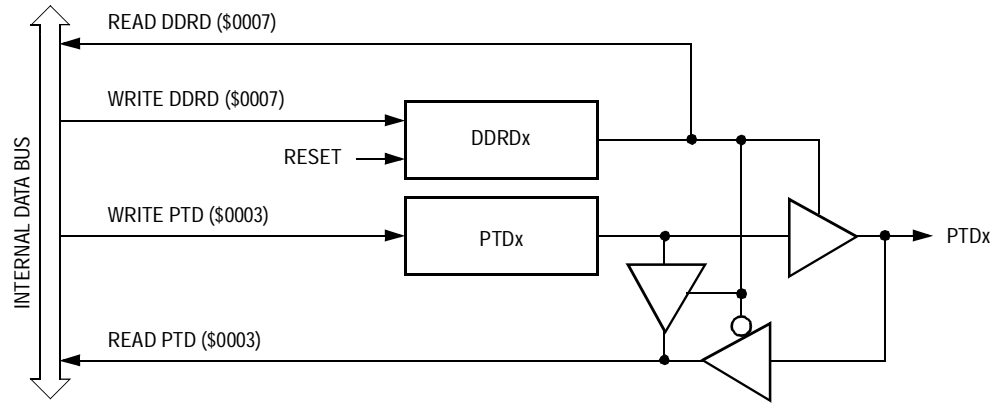 READ DDRD ($0007)
WRITE DDRD ($0007)
DDRDx
RESET
INTERNAL DATA BUS
WRITE PTD ($0003)
PTDx
PTDx
READ PTD ($0003)